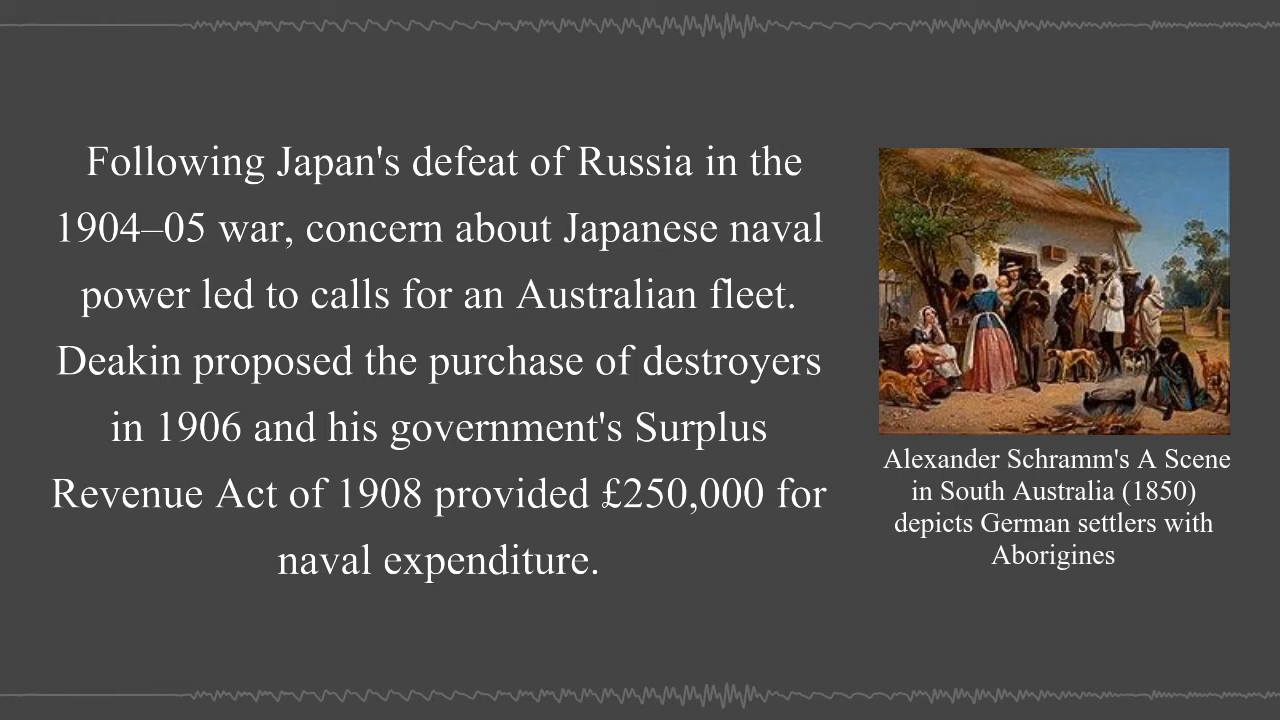 Following Japan's defeat of Russia in the
1904–05 war, concern about Japanese naval
power led to calls for an Australian fleet.
Deakin proposed the purchase of destroyers
in 1906 and his government's Surplus
Revenue Act of 1908 provided £250,000 for
naval expenditure.
Alexander Schramm's A Scene
in South Australia (1850)
depicts German settlers with
Aborigines